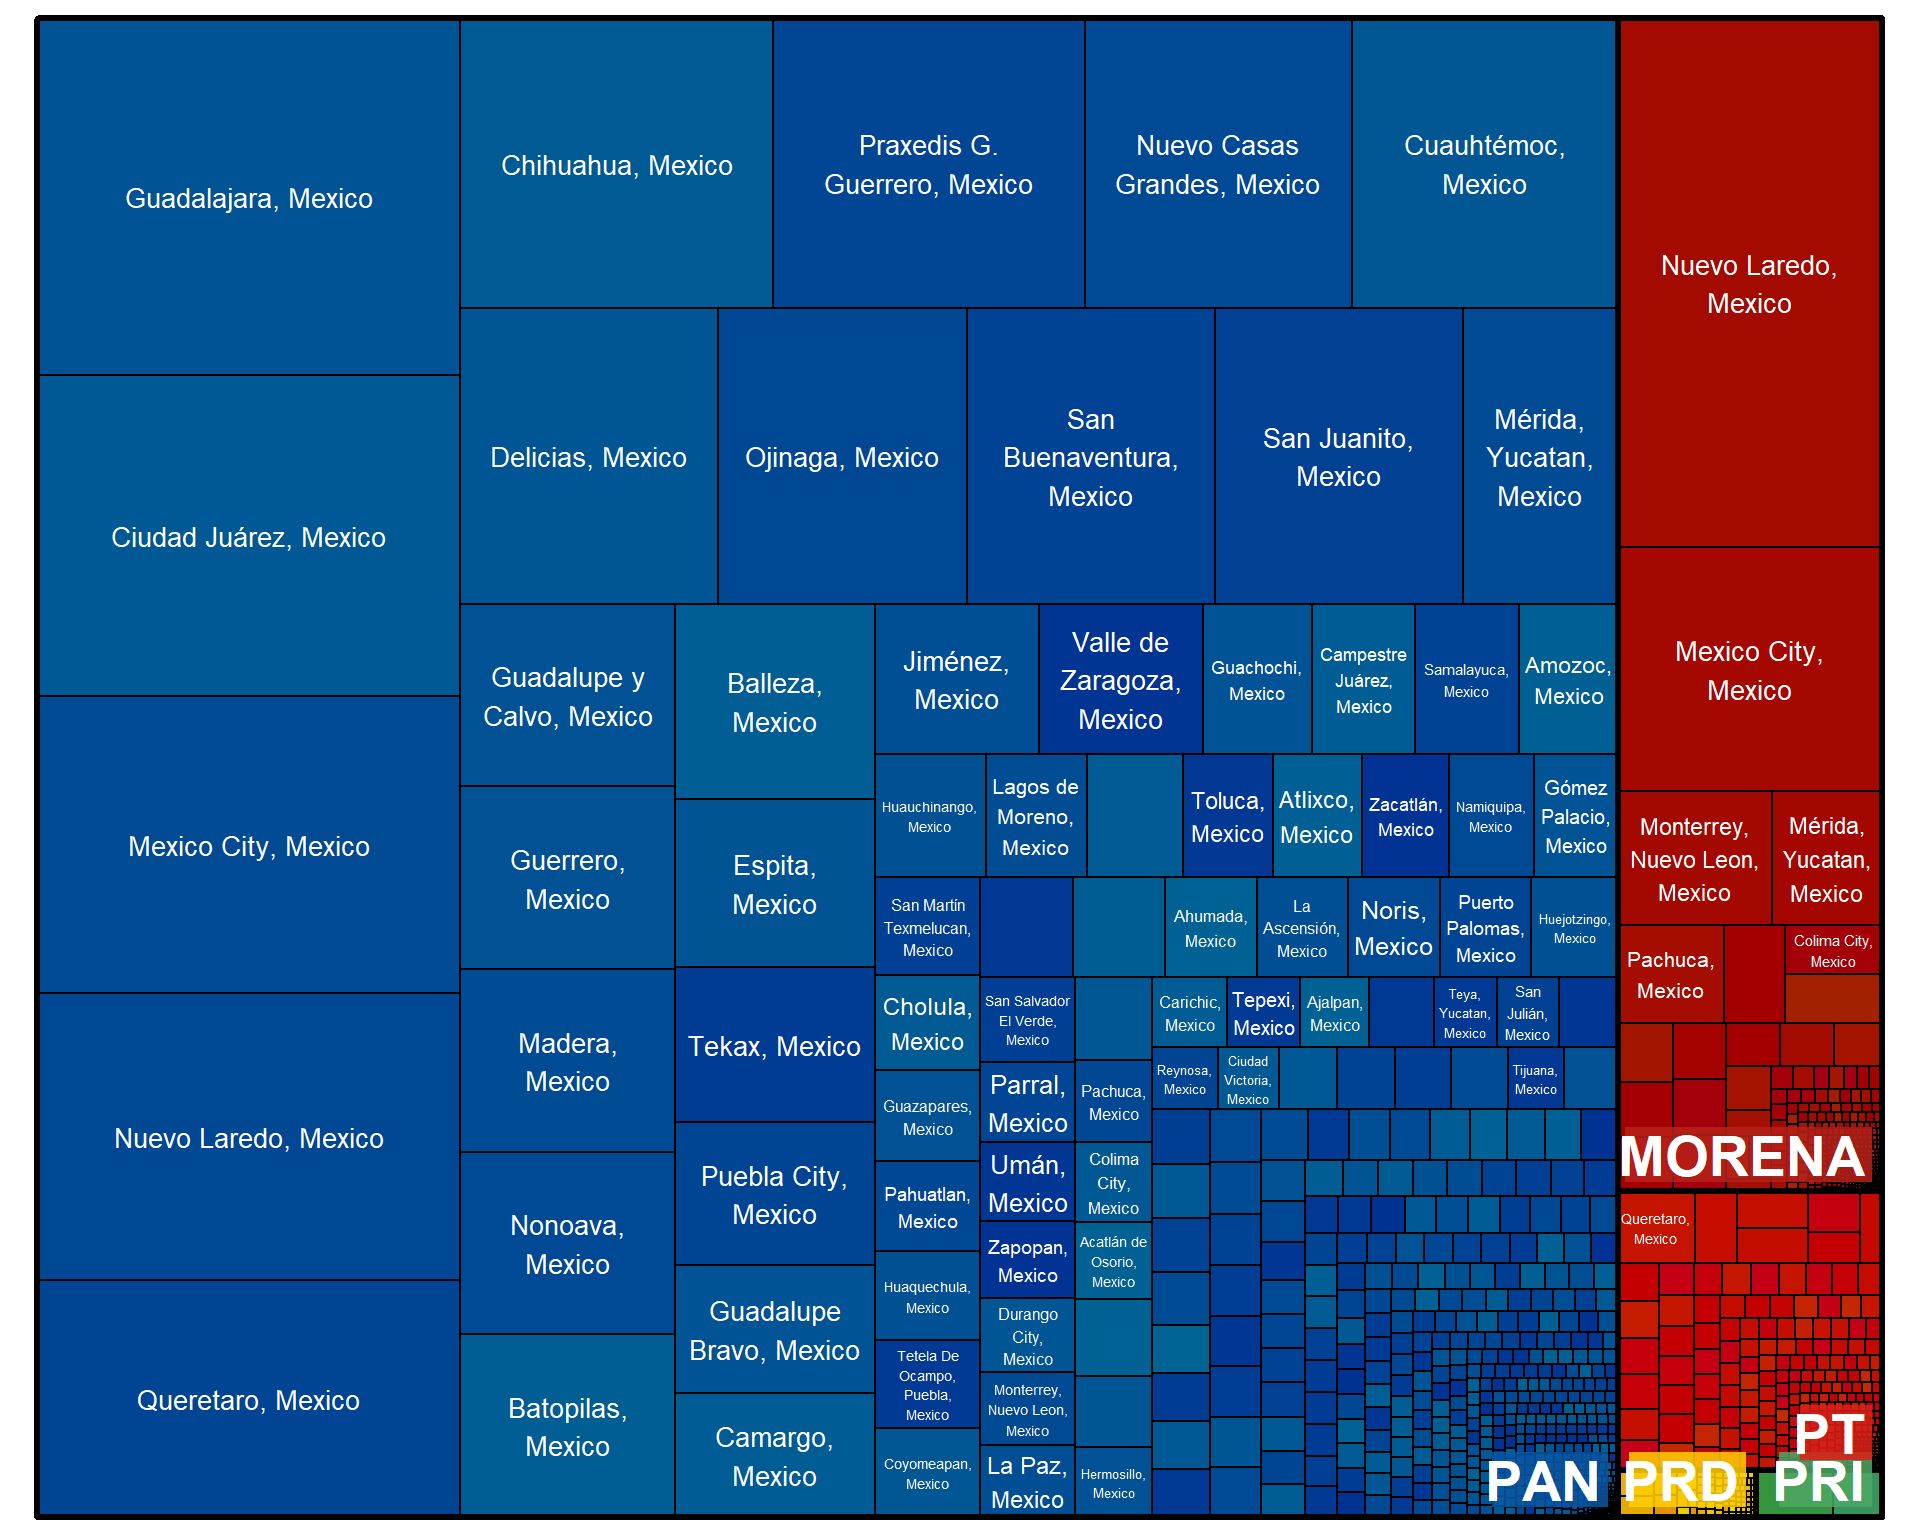 Guadalajara, Mexico
Ciudad Juárez, Mexico
Mexico City, Mexico
Nuevo Laredo, Mexico
Queretaro, Mexico
Chihuahua, Mexico
Praxedis G.
Guerrero, Mexico
Nuevo Casas
Grandes, Mexico
Cuauhtémoc,
Mexico
Delicias, Mexico
Ojinaga, Mexico
San
Buenaventura,
Mexico
San Juanito,
Mexico
Mérida,
Yucatan,
Mexico
Guadalupe y
Calvo, Mexico
Guerrero,
Mexico
Madera,
Mexico
Nonoava,
Mexico
Batopilas,
Mexico
Balleza,
Mexico
Espita,
Mexico
Tekax, Mexico
Puebla City,
Mexico
Guadalupe
Bravo, Mexico
Camargo,
Mexico
Jiménez,
Mexico
Valle de
Zaragoza,
Mexico
Guachochi,
Mexico
Campestre
Juárez,
Mexico
Samalayuca,
Mexico
Amozoc,
Mexico
Huauchinango,
Mexico
Lagos de
Moreno,
Mexico
Toluca,
Mexico
Atlixco,
Mexico
Zacatlán,
Mexico
Namiquipa,
Mexico
Gómez
Palacio,
Mexico
San Martín
Texmelucan,
Mexico
Ahumada,
Mexico
La
Ascensión,
Mexico
Noris,
Mexico
Puerto
Palomas,
Mexico
Huejotzingo,
Mexico
Cholula,
Mexico
Guazapares,
Mexico
Pahuatlan,
Mexico
Huaquechula,
Mexico
Tetela De
Ocampo,
Puebla,
Mexico
Coyomeapan,
Mexico
San Salvador
El Verde,
Mexico
Parral,
Mexico
Umán,
Mexico
Zapopan,
Mexico
Durango
City,
Mexico
Monterrey,
Nuevo Leon,
Mexico
La Paz,
Mexico
Pachuca,
Mexico
Colima
City,
Mexico
Acatlán de
Osorio,
Mexico
Hermosillo,
Mexico
Carichic,
Mexico
Tepexi,
Mexico
Ajalpan,
Mexico
Teya,
Yucatan,
Mexico
San
Julián,
Mexico
Reynosa,
Mexico
Ciudad
Victoria,
Mexico
Tijuana,
Mexico
PAN
Nuevo Laredo,
Mexico
Mexico City,
Mexico
Monterrey,
Nuevo Leon,
Mexico
Mérida,
Yucatan,
Mexico
Pachuca,
Mexico
Colima City,
Mexico
MORENA
Queretaro,
Mexico
PT
PRD
PRI